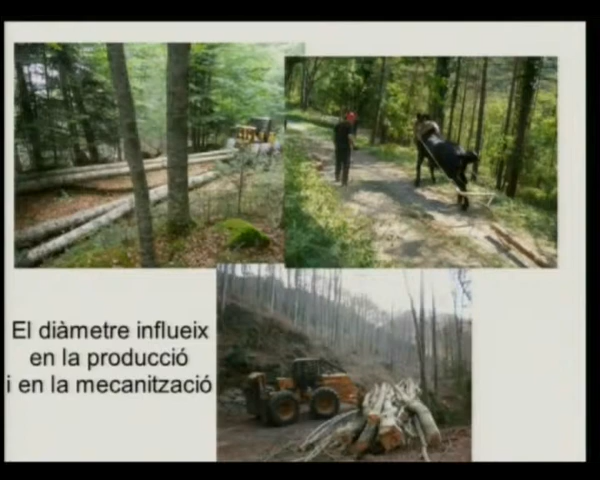 El diàmetre influeix
en la producció
i en la mecanització